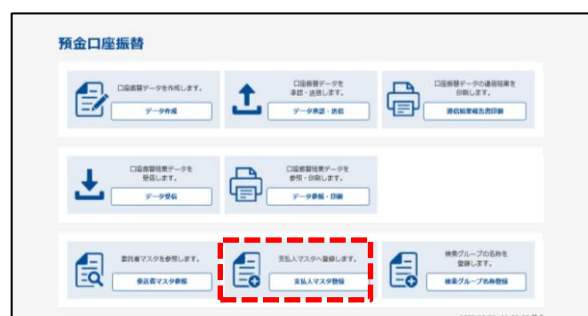 預金口座振替
口座振替データを作成します。
データ作成
口座振替データを
承認・送信します。
データ承認・送信
口座振替データの通信結果を
印刷します。
通信結果報告書印刷
口座振替結果データを
受信します。
データ受信
口座振替結果データを
参照・印刷します。
データ参照・印刷
委託者マスタを参照します。
委託者マスタ参照
支払人マスタへ登録します。
支払人マスタ登録
検索グループの名称を
登録します。
検索グループ名称登録